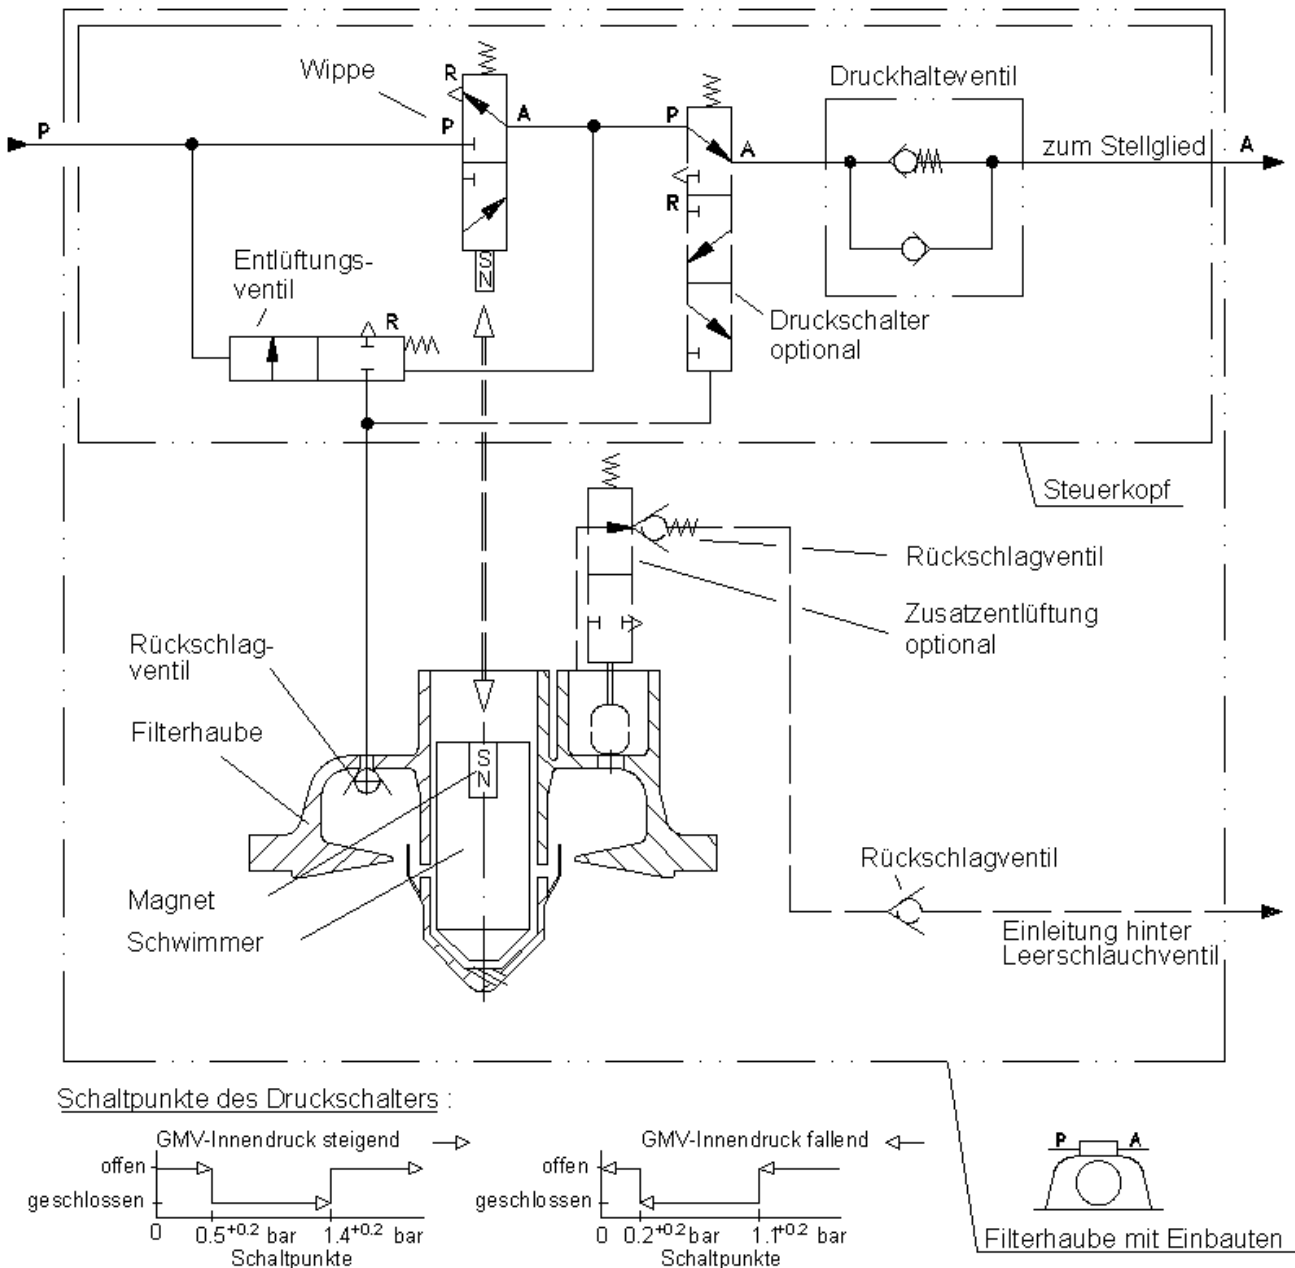 Wippe
R
P
A
P
P
A
R
Druckhalteventil
zum Stellglied
A
Entlüftungs-
ventil
R
S
N
Druckschalter
optional
Steuerkopf
Rückschlagventil
Zusatzentlüftung
optional
Rückschlag-
ventil
Filterhaube
S
N
Magnet
Schwimmer
Rückschlagventil
Einleitung hinter
Leerschlauchventil
Schaltpunkte des Druckschalters :
GMV-Innendruck steigend
offen
geschlossen
0 0.5+0.2 bar 1.4+0.2 bar
Schaltpunkte
GMV-Innendruck fallend
offen
geschlossen
0 0.2+0.2 bar 1.1+0.2 bar
Schaltpunkte
P A
Filterhaube mit Einbauten